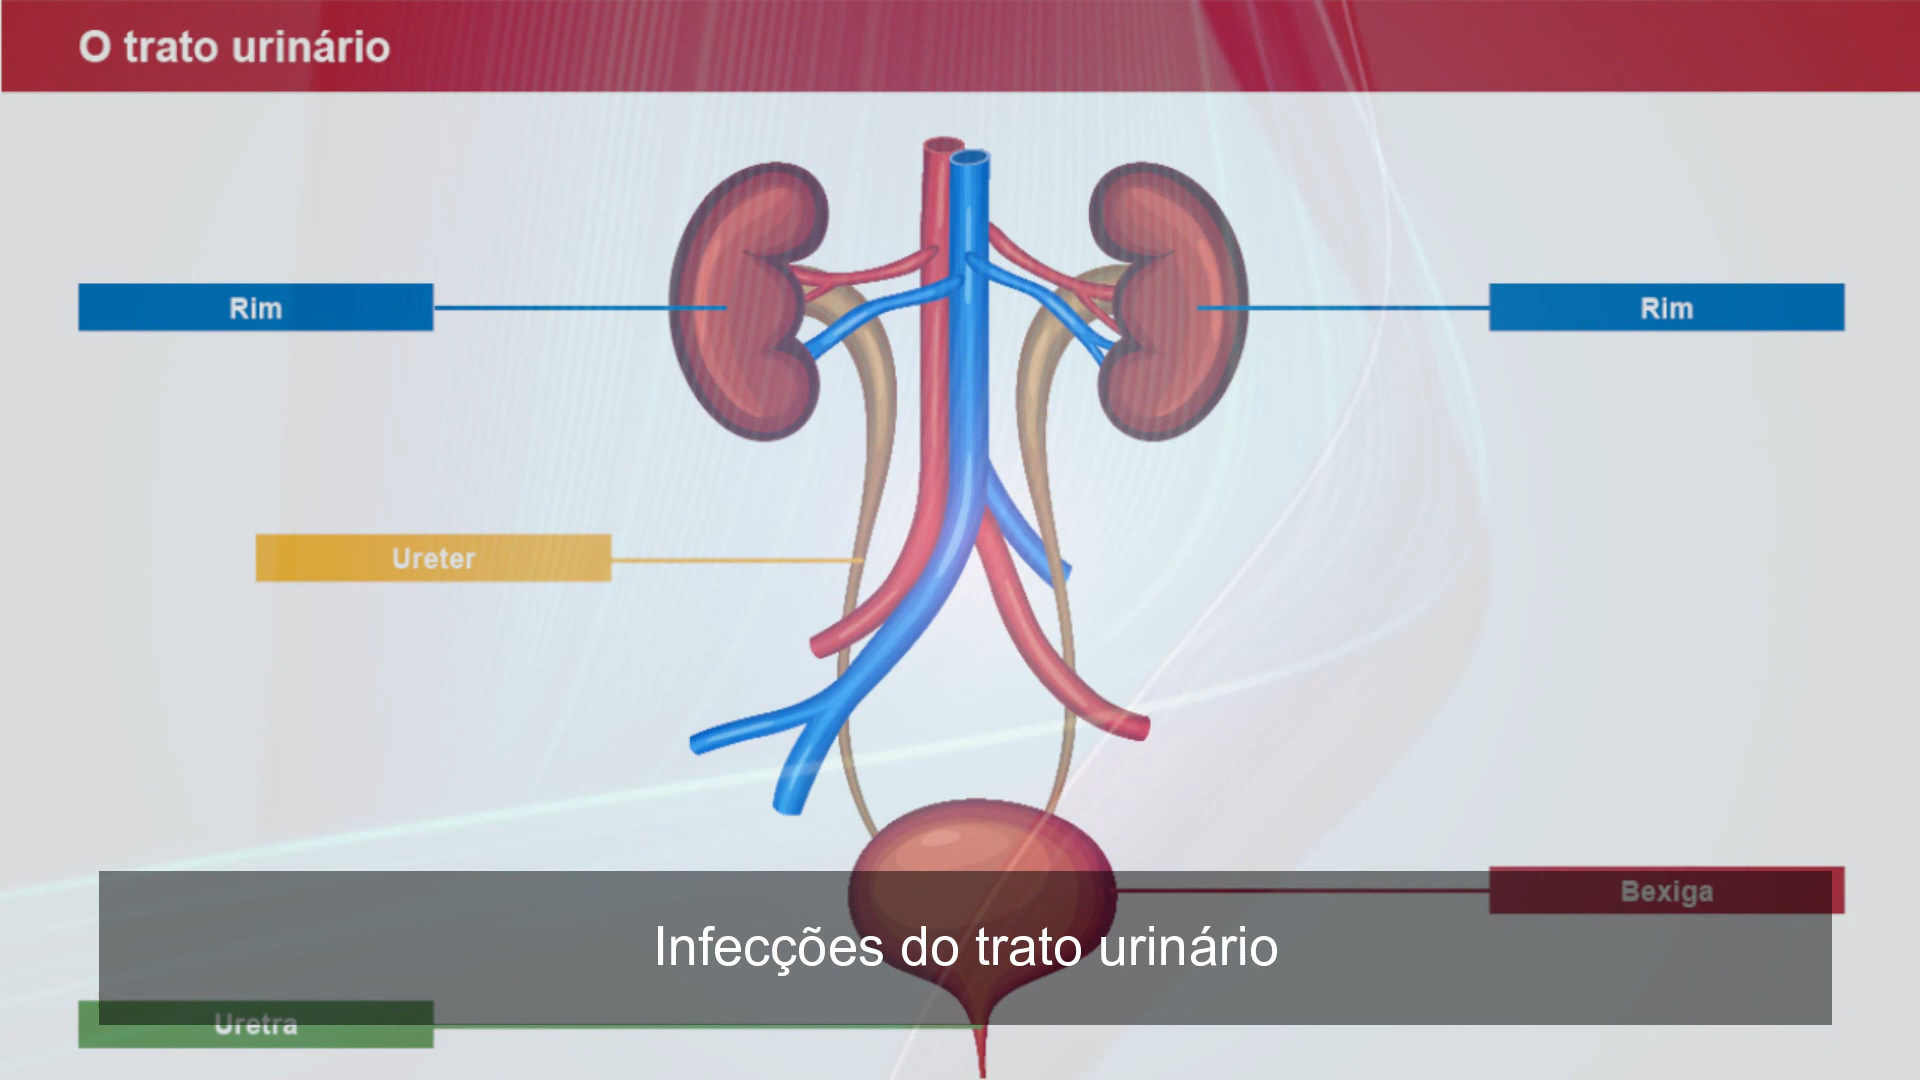 O trato urinário
Rim
Rim
Ureter
Bexiga
Infecções do trato urinário
Uretra